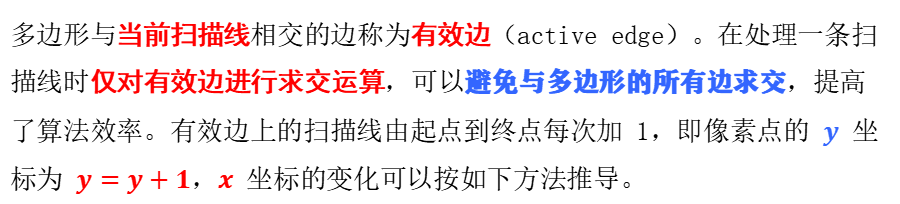 多边形与当前扫描线相交的边称为有效边（active edge）。在处理一条扫
描线时仅对有效边进行求交运算，可以避免与多边形的所有边求交，提高
了算法效率。有效边上的扫描线由起点到终点每次加 1，即像素点的 y 坐
标为 y = y + 1，x 坐标的变化可以按如下方法推导。